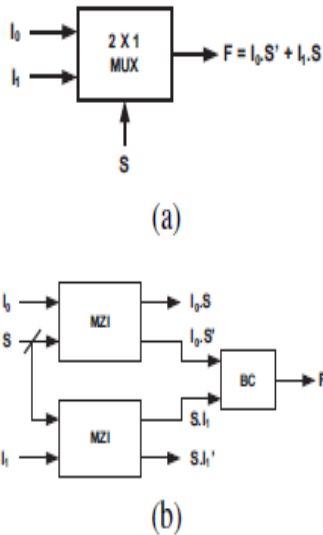 I₀
2 X 1
MUX
F = I₀.S' + I₁.S
I₁
S
(a)
I₀
I₀.S
MZI
S
I₀.S'
BC
F
S.I₁
MZI
I₁
S.I₁'
(b)